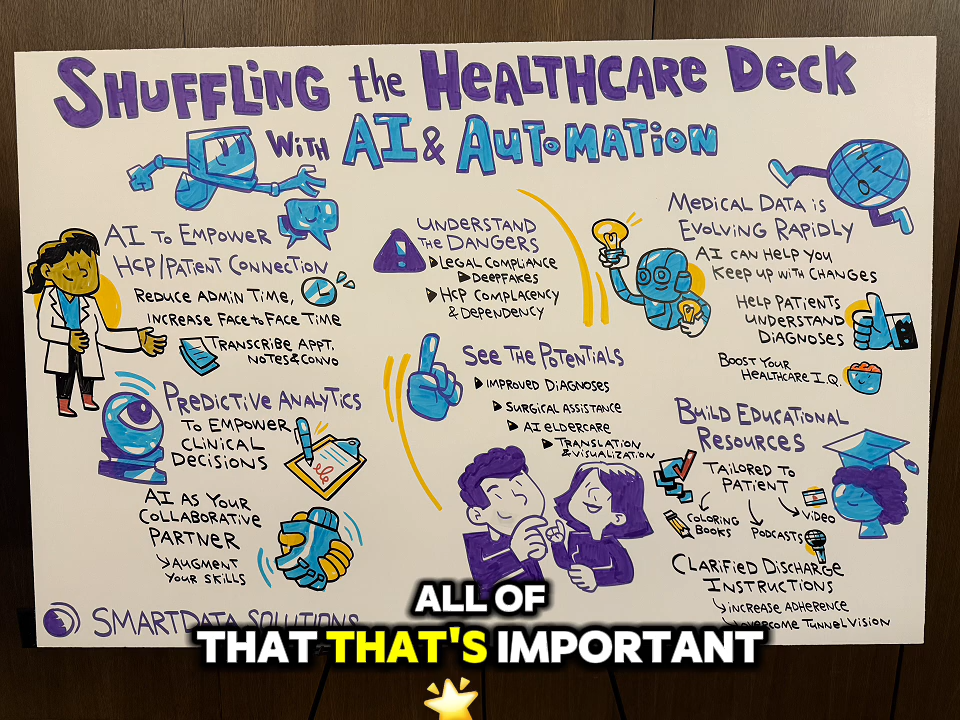 SHUFFLING the HEALTHCARE DECK
WITH AI & AUTOMATION
AI TO EMPOWER
HCP/PATIENT CONNECTION
REDUCE ADMIN TIME,
INCREASE FACE TO FACE TIME
TRANSCRIBE APPT.
NOTES & CONVO
PREDICTIVE ANALYTICS
TO EMPOWER
CLINICAL
DECISIONS
AI AS YOUR
COLLABORATIVE
PARTNER
AUGMENT
YOUR SKILLS
SMARTDATA SOLUTIONS
UNDERSTAND
THE DANGERS
LEGAL COMPLIANCE
DEEPFAKES
HCP COMPLACENCY
& DEPENDENCY
SEE THE POTENTIALS
IMPROVED DIAGNOSES
SURGICAL ASSISTANCE
AI ELDERCARE
TRANSLATION
& VISUALIZATION
MEDICAL DATA IS
EVOLVING RAPIDLY
AI CAN HELP YOU
KEEP UP WITH CHANGES
HELP PATIENTS
UNDERSTAND
DIAGNOSES
BOOST YOUR
HEALTHCARE I.Q.
BUILD EDUCATIONAL
RESOURCES
TAILORED TO
PATIENT
COLORING
BOOKS
PODCASTS
VIDEO
CLARIFIED DISCHARGE
INSTRUCTIONS
INCREASE ADHERENCE
OVERCOME TUNNEL VISION
ALL OF
THAT THAT'S IMPORTANT